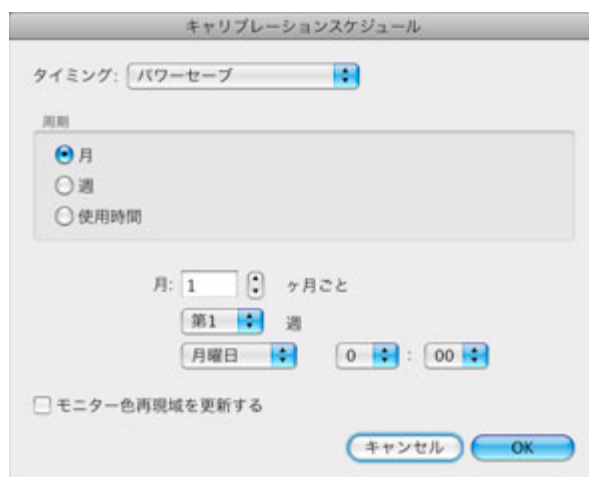 キャリブレーションスケジュール
タイミング: パワーセーブ
周期
月
週
使用時間
月: 1 ヶ月ごと
第1 週
月曜日 0 : 00
モニター色再現域を更新する
キャンセル OK